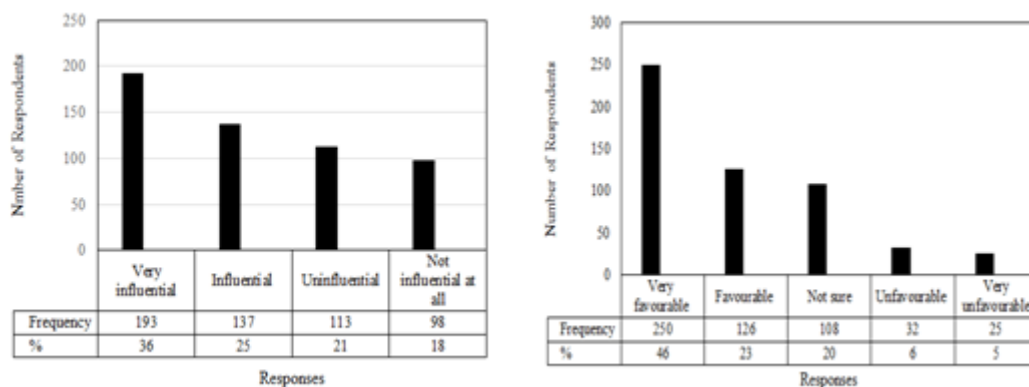 250
200
150
100
50
0
Nmber of Respondents
Very influential
Influential
Uninfluential
Not influential at all
Frequency 193 137 113 98
% 36 25 21 18
Responses
300
250
200
150
100
50
0
Number of Respondents
Very favourable
Favourable
Not sure
Unfavourable
Very unfavourable
Frequency 250 126 108 32 25
% 46 23 20 6 5
Responses